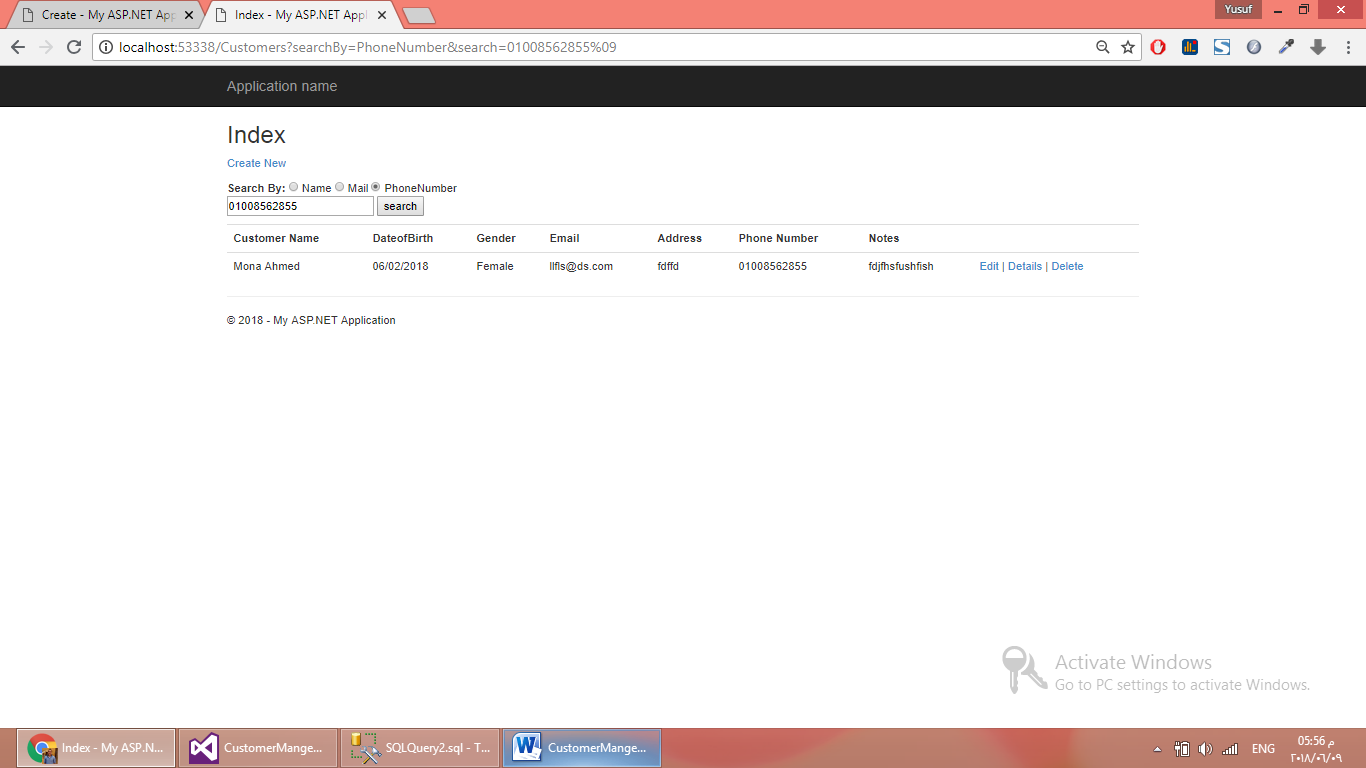 Create - My ASP.NET App
Index - My ASP.NET Appl
Yusuf
localhost:53338/Customers?searchBy=PhoneNumber&search=01008562855%09
Application name
Index
Create New
Search By: Name Mail PhoneNumber
01008562855 search
Customer Name DateofBirth Gender Email Address Phone Number Notes
Mona Ahmed 06/02/2018 Female llfls@ds.com fdffd 01008562855 fdjfhsfushfish Edit | Details | Delete
© 2018 - My ASP.NET Application
Activate Windows
Go to PC settings to activate Windows.
Index - My ASP.N...
CustomerMange...
SQLQuery2.sql - T...
CustomerMange...
ENG
05:56 م
٢٠١٨/٠٦/٠٩